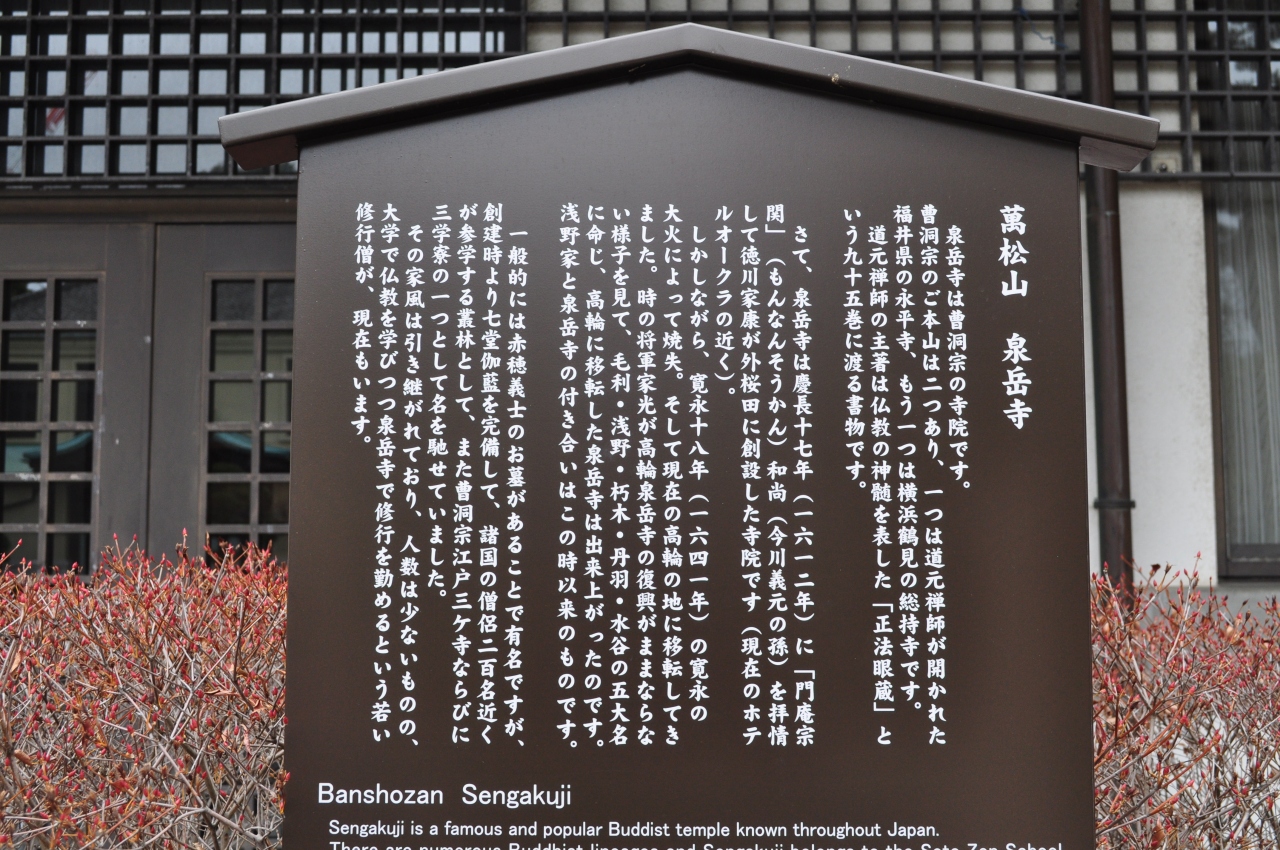 萬松山　泉岳寺
泉岳寺は曹洞宗の寺院です。
曹洞宗のご本山は二つあり、一つは道元禅師が開かれた
福井県の永平寺、もう一つは横浜鶴見の総持寺です。
道元禅師の主著は仏教の神髄を表した「正法眼蔵」と
いう九十五巻に渡る書物です。
さて、泉岳寺は慶長十七年（一六一二年）に「門庵宗
関」（もんなんそうかん）和尚（今川義元の孫）を拝情
して徳川家康が外桜田に創設した寺院です（現在のホテ
ルオークラの近く）。
しかしながら、寛永十八年（一六四一年）の寛永の
大火によって焼失。そして現在の高輪の地に移転してき
ました。時の将軍家光が高輪泉岳寺の復興がままならな
い様子を見て、毛利・浅野・朽木・丹羽・水谷の五大名
に命じ、高輪に移転した泉岳寺は出来上がったのです。
浅野家と泉岳寺の付き合いはこの時以来のものです。
一般的には赤穂義士のお墓があることで有名ですが、
創建時より七堂伽藍を完備して、諸国の僧侶二百名近く
が参学する叢林として、また曹洞宗江戸三ケ寺ならびに
三学寮の一つとして名を馳せていました。
その家風は引き継がれており、人数は少ないものの、
大学で仏教を学びつつ泉岳寺で修行を勤めるという若い
修行僧が、現在もいます。
Banshozan Sengakuji
Sengakuji is a famous and popular Buddist temple known throughout Japan.
There are numerous Buddhist lineages and Sengakuji belongs to the Soto Zen School